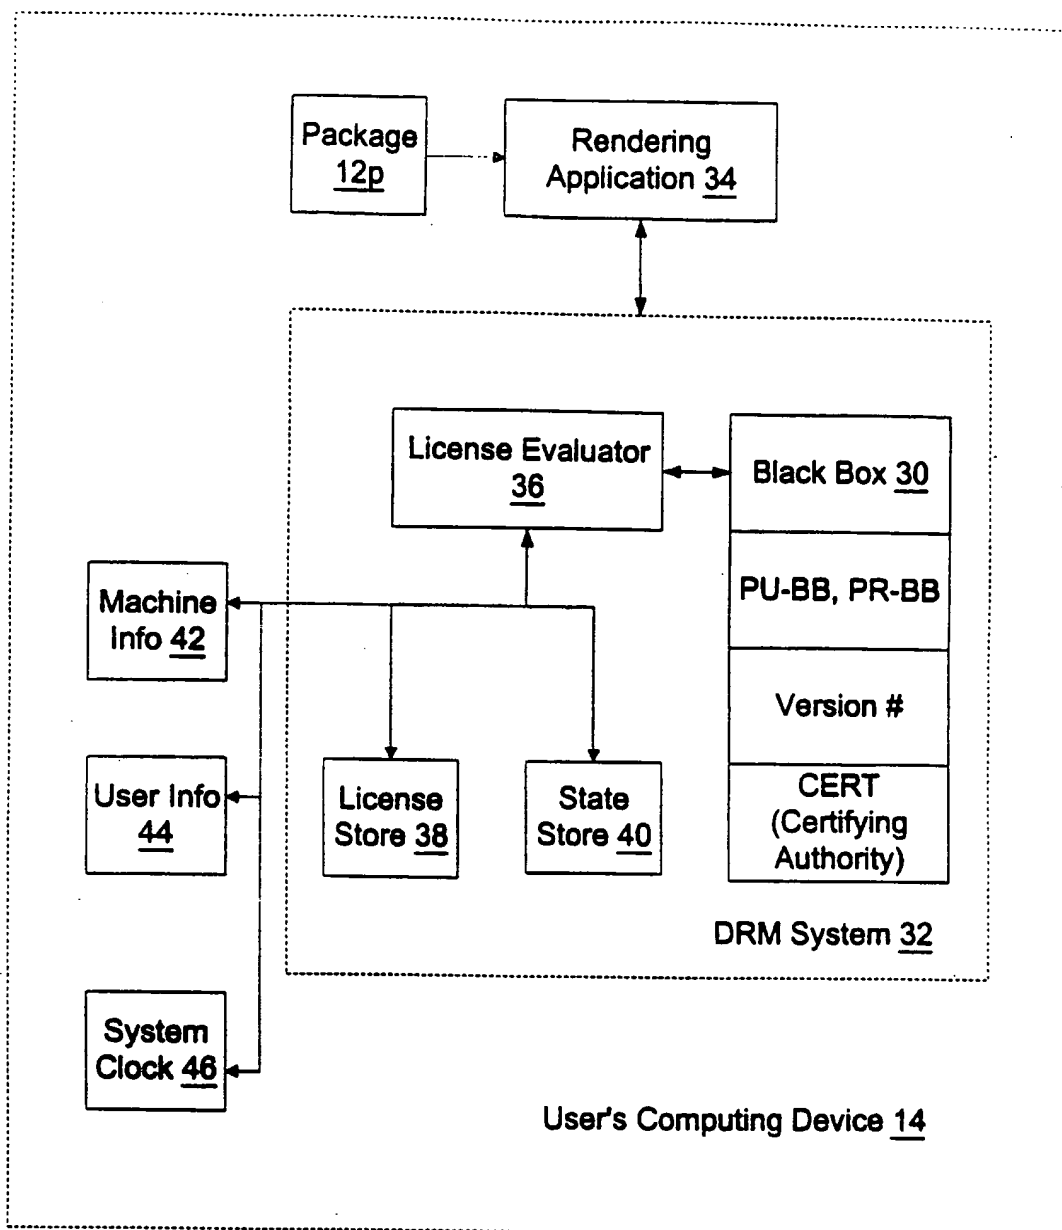 Package
12p
Rendering
Application 34
License Evaluator
36
Black Box 30
PU-BB, PR-BB
Version #
CERT
(Certifying
Authority)
Machine
Info 42
User Info
44
License
Store 38
State
Store 40
DRM System 32
System
Clock 46
User's Computing Device 14